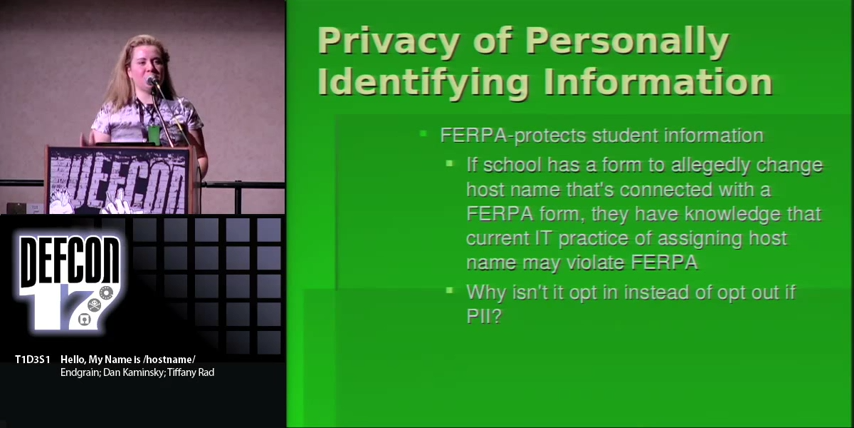 Privacy of Personally
Identifying Information
FERPA-protects student information
If school has a form to allegedly change
host name that's connected with a
FERPA form, they have knowledge that
current IT practice of assigning host
name may violate FERPA
Why isn't it opt in instead of opt out if
PII?
DEFCON
DEFCON
17
T1D3S1 Hello, My Name is /hostname/
Endgrain; Dan Kaminsky; Tiffany Rad